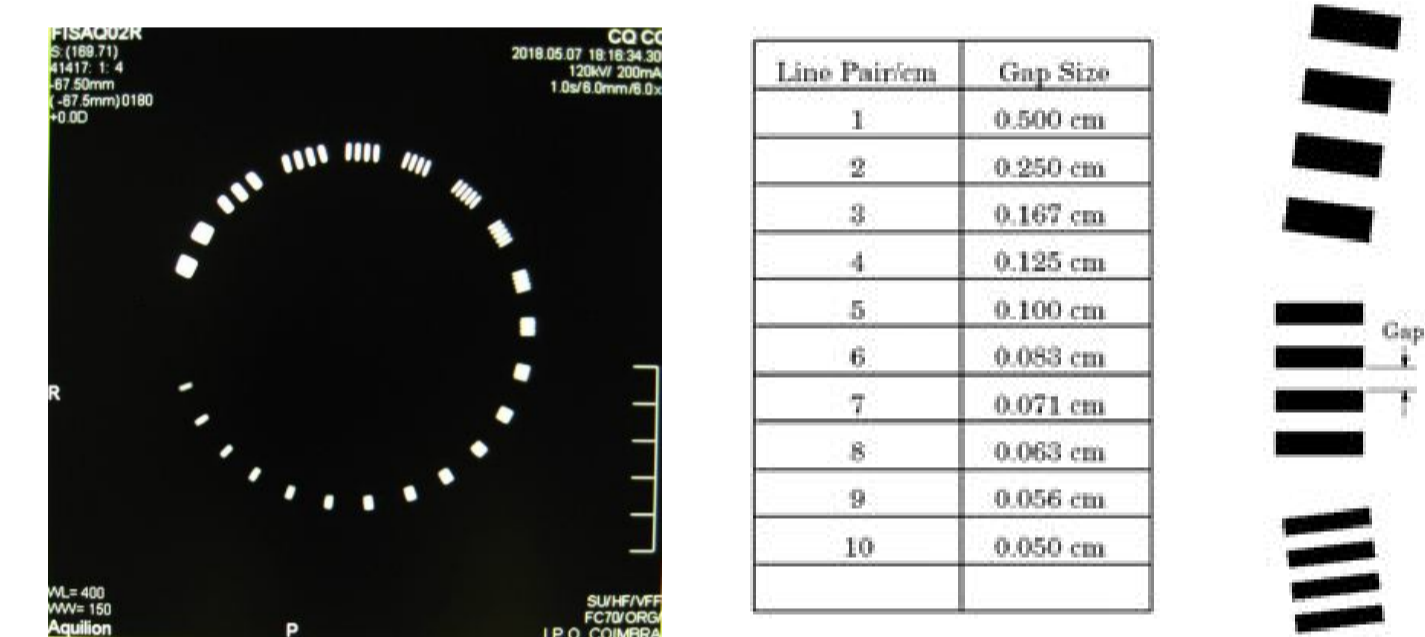 FISAQ02R
S: (169.71)
41417: 1: 4
-67.50mm
( -67.5mm) 0180
+0.0D
CQ CC
2018.05.07 18:16:34.30
120kV/ 200mA
1.0s/6.0mm/6.0x
R
WL= 400
WW= 150
Aquilion
P
SU/HF/VFF
FC70/ORG/
I.P.O. COIMBRA
Line Pair/cm Gap Size
1 0.500 cm
2 0.250 cm
3 0.167 cm
4 0.125 cm
5 0.100 cm
6 0.083 cm
7 0.071 cm
8 0.063 cm
9 0.056 cm
10 0.050 cm
Gap